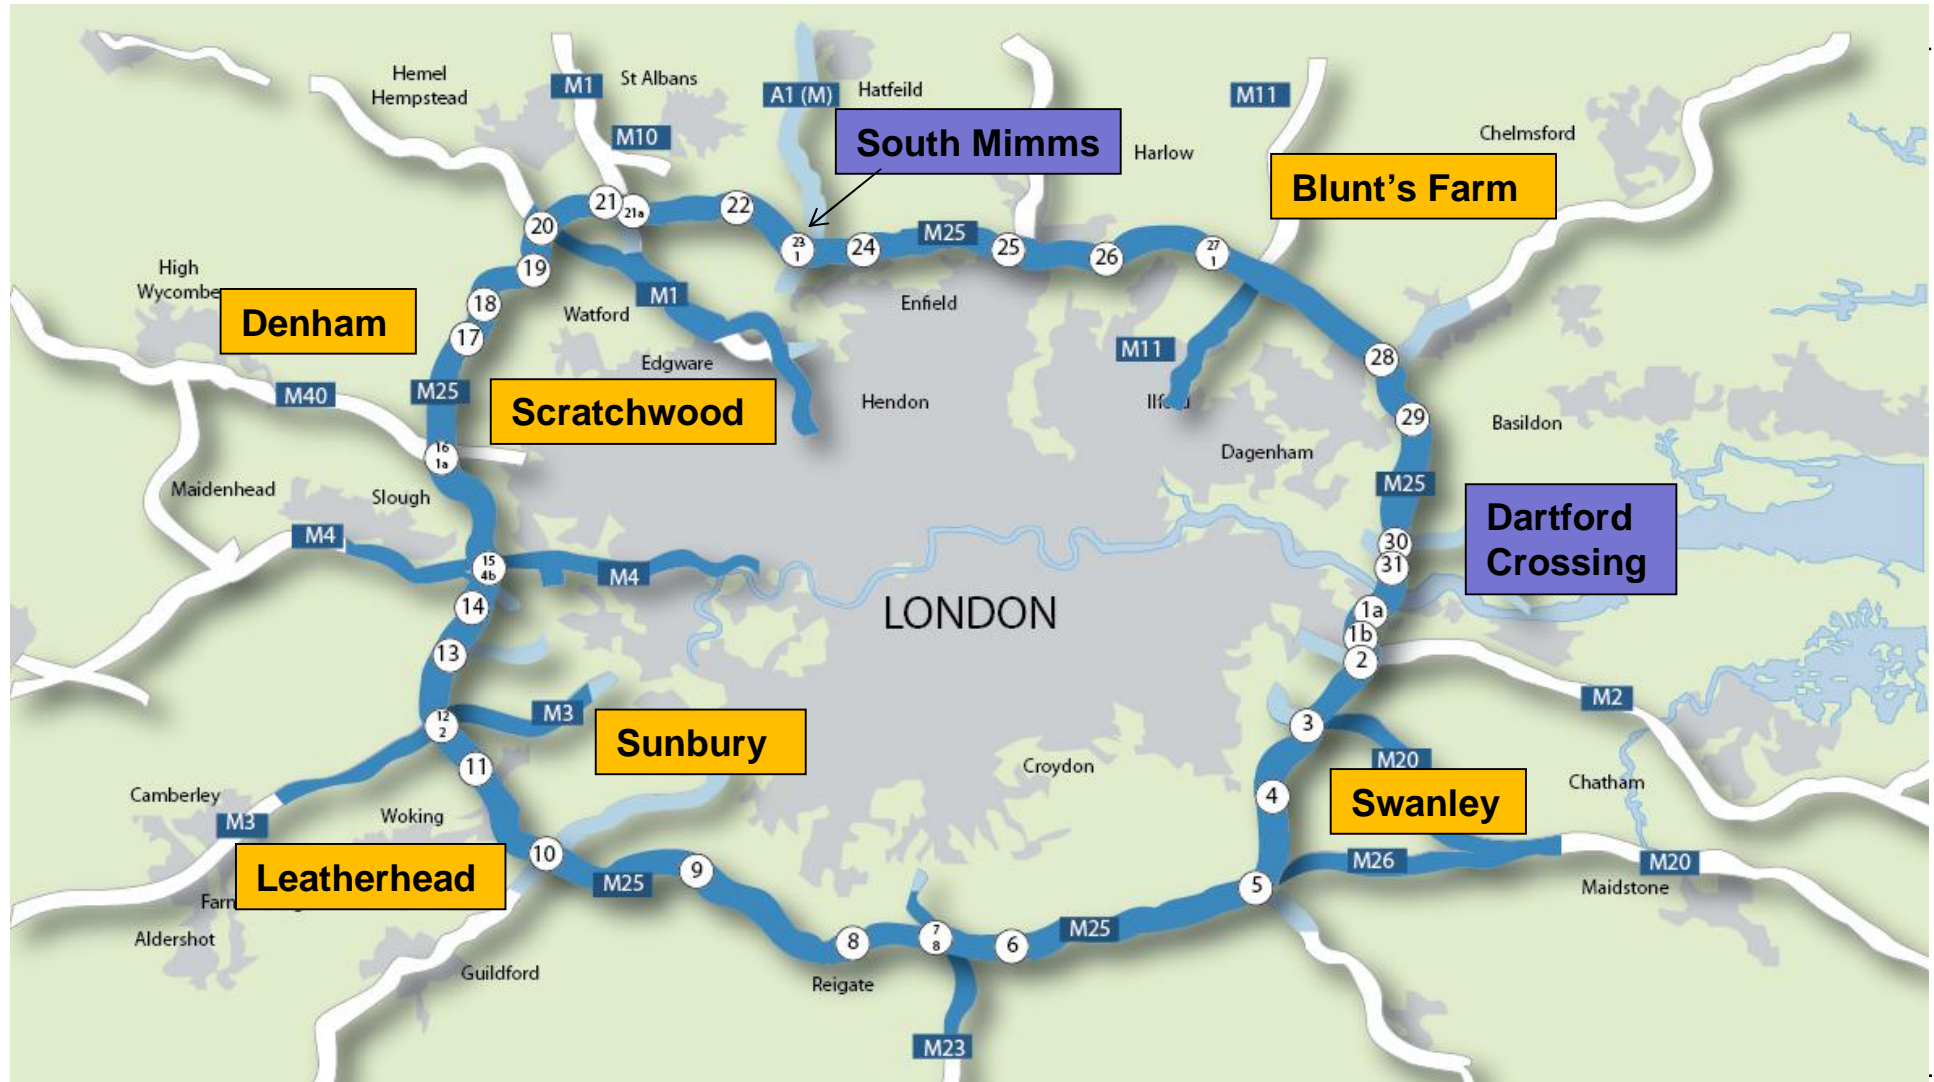 Hemel
Hempstead
M1
St Albans
M10
A1 (M)
Hatfeild
South Mimms
Harlow
M11
Chelmsford
Blunt's Farm
21
21a
22
20
23
1
24
M25
25
26
27
1
High
Wycombe
19
18
17
Denham
Watford
M1
Enfield
Edgware
M11
28
M40
M25
Scratchwood
Hendon
29
Basildon
16
1a
Dagenham
Maidenhead
Slough
M25
Dartford
Crossing
M4
15
4b
M4
30
31
14
LONDON
1a
1b
2
13
M3
M2
12
2
Sunbury
3
11
Croydon
M20
Chatham
Camberley
M3
Woking
4
Swanley
10
Leatherhead
M25
9
M26
M20
5
Maidstone
Aldershot
8
7
8
6
M25
Guildford
Reigate
M23